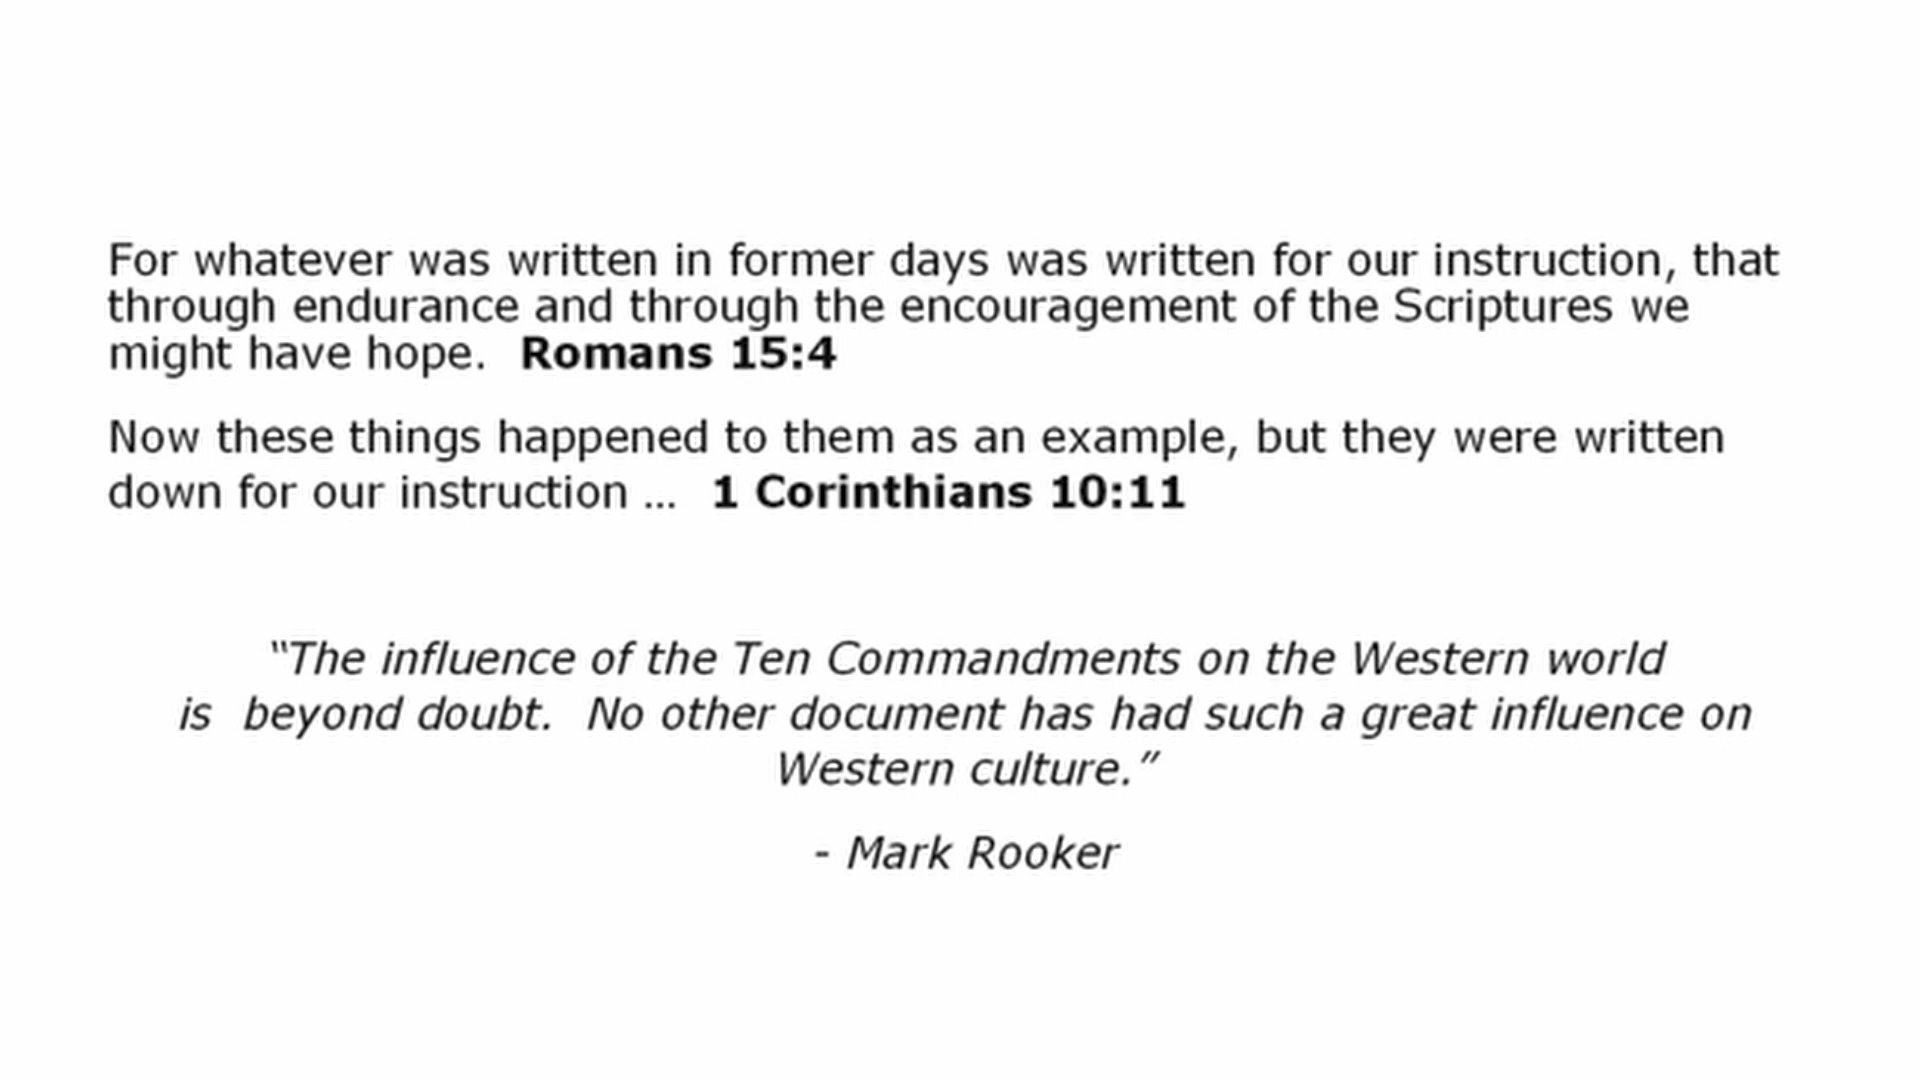 For whatever was written in former days was written for our instruction, that
through endurance and through the encouragement of the Scriptures we
might have hope.  Romans 15:4
Now these things happened to them as an example, but they were written
down for our instruction ...  1 Corinthians 10:11
“The influence of the Ten Commandments on the Western world
is  beyond doubt.  No other document has had such a great influence on
Western culture.”
- Mark Rooker